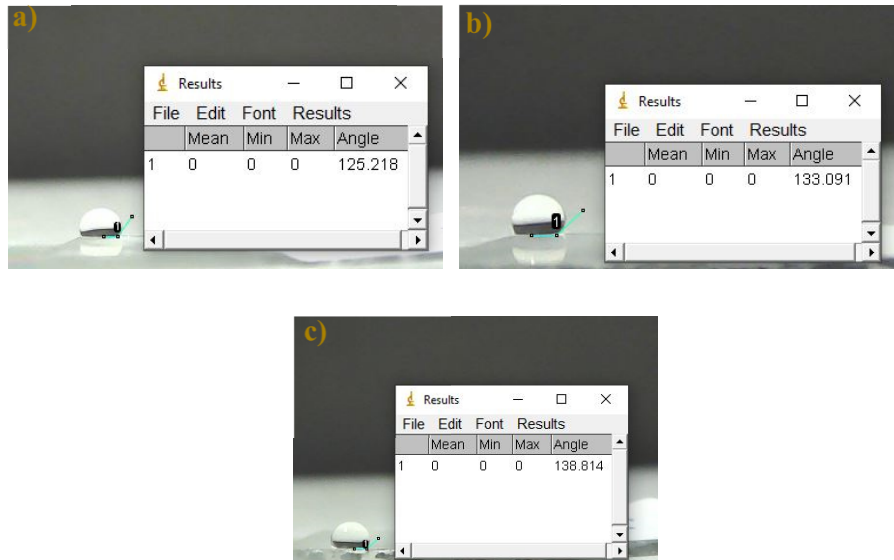 a)
Results
File Edit Font Results
Mean Min Max Angle
1 0 0 0 125.218
b)
Results
File Edit Font Results
Mean Min Max Angle
1 0 0 0 133.091
1
c)
Results
File Edit Font Results
Mean Min Max Angle
1 0 0 0 138.814